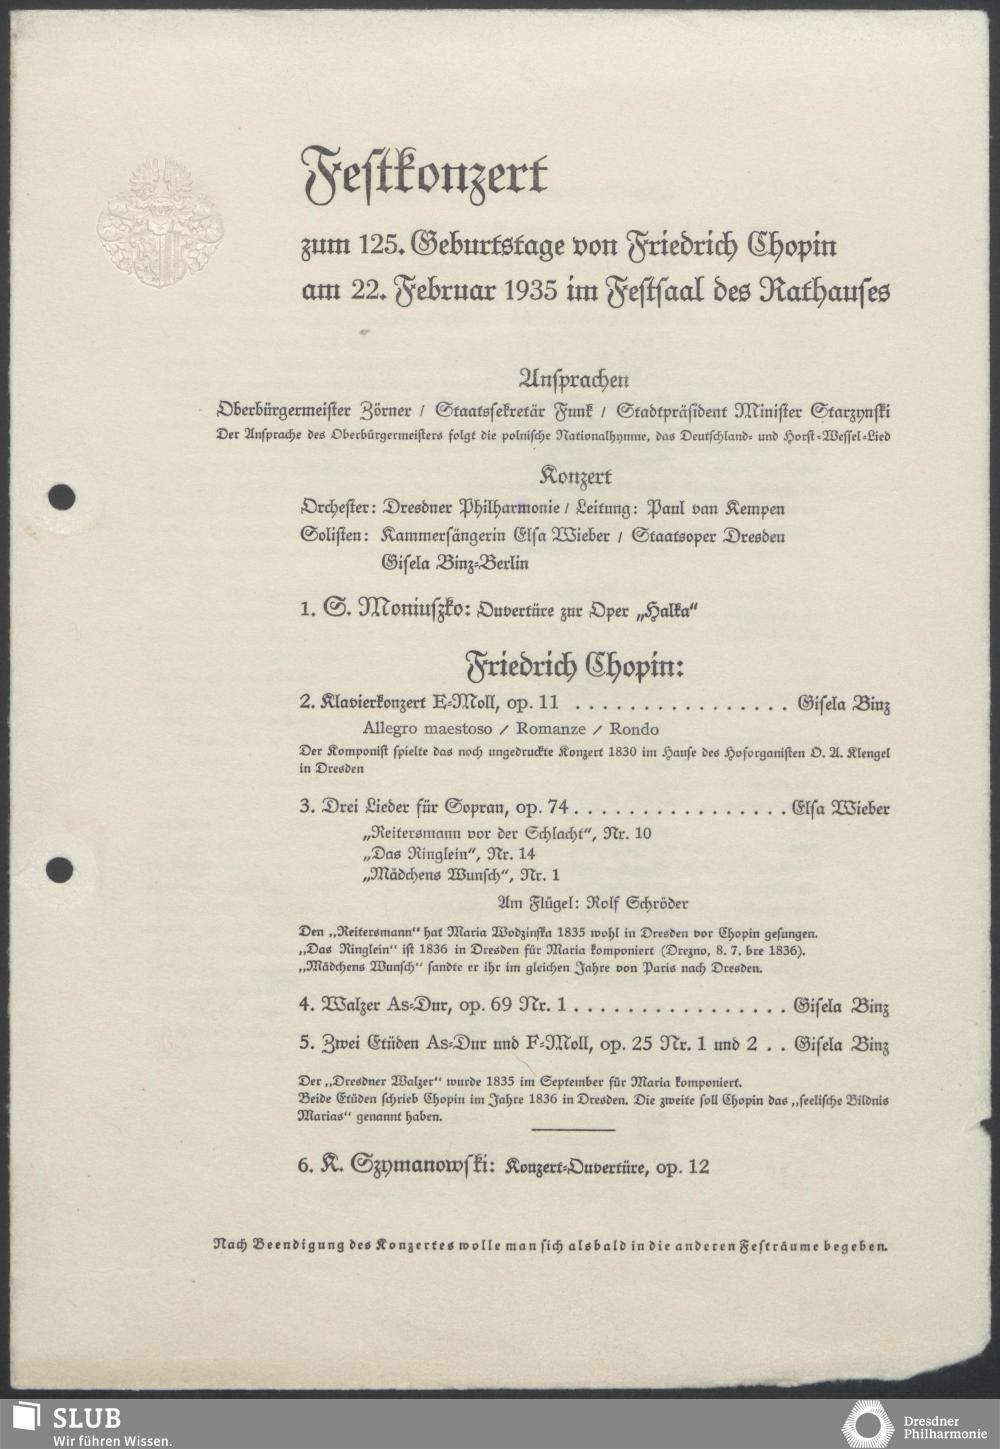 Festkonzert
zum 125. Geburtstage von Friedrich Chopin
am 22. Februar 1935 im Festsaal des Rathauses
Ansprachen
Oberbürgermeister Zörner / Staatssekretär Funk / Stadtpräsident Minister Starzynski
Der Ansprache des Oberbürgermeisters folgt die polnische Nationalhymne, das Deutschland- und Horst-Wessel-Lied
Konzert
Orchester: Dresdner Philharmonie / Leitung: Paul van Kempen
Solisten: Kammersängerin Elsa Wieber / Staatsoper Dresden
Gisela Binz-Berlin
1. S. Moniuszko: Ouvertüre zur Oper „Halka“
Friedrich Chopin:
2. Klavierkonzert E-Moll, op. 11 . . . . . . . . . . . . . . . . Gisela Binz
Allegro maestoso / Romanze / Rondo
Der Komponist spielte das noch ungedruckte Konzert 1830 im Hause des Hoforganisten O. A. Klengel
in Dresden
3. Drei Lieder für Sopran, op. 74 . . . . . . . . . . . . . . . . Elsa Wieber
„Reitersmann vor der Schlacht“, Nr. 10
„Das Ringlein“, Nr. 14
„Mädchens Wunsch“, Nr. 1
Am Flügel: Rolf Schröder
Den „Reitersmann“ hat Maria Wodzinska 1835 wohl in Dresden vor Chopin gesungen.
„Das Ringlein“ ist 1836 in Dresden für Maria komponiert (Drezno, 8. 7. bre 1836).
„Mädchens Wunsch“ sandte er ihr im gleichen Jahre von Paris nach Dresden.
4. Walzer As-Dur, op. 69 Nr. 1 . . . . . . . . . . . . . . . . Gisela Binz
5. Zwei Etüden As-Dur und F-Moll, op. 25 Nr. 1 und 2 . . Gisela Binz
Der „Dresdner Walzer“ wurde 1835 im September für Maria komponiert.
Beide Etüden schrieb Chopin im Jahre 1836 in Dresden. Die zweite soll Chopin das „seelische Bildnis
Marias“ genannt haben.
6. K. Szymanowski: Konzert-Ouvertüre, op. 12
Nach Beendigung des Konzertes wolle man sich alsbald in die anderen Festräume begeben.
SLUB
Wir führen Wissen.
Dresdner
Philharmonie